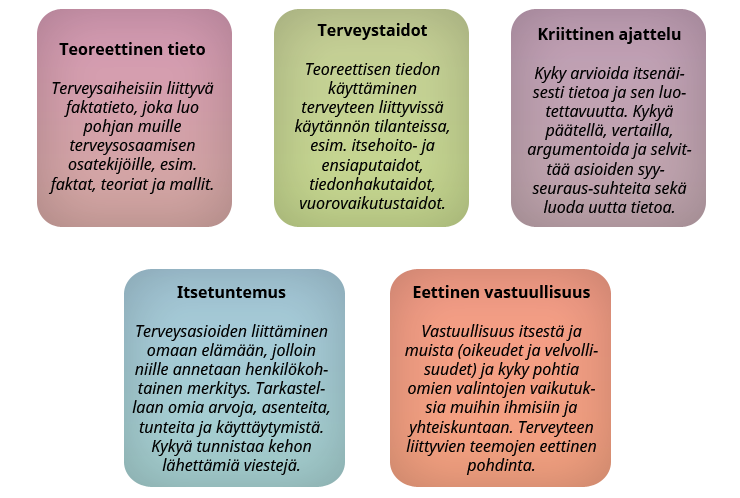 Teoreettinen tieto
Terveysaiheisiin liittyvä
faktatieto, joka luo
pohjan muille
terveysosaamisen
osatekijöille, esim.
faktat, teoriat ja mallit.
Terveystaidot
Teoreettisen tiedon
käyttäminen
terveyteen liittyvissä
käytännön tilanteissa,
esim. itsehoito- ja
ensiaputaidot,
tiedonhakutaidot,
vuorovaikutustaidot.
Kriittinen ajattelu
Kyky arvioida itsenäi-
sesti tietoa ja sen luo-
tettavuutta. Kykyä
päätellä, vertailla,
argumentoida ja selvit-
tää asioiden syy-
seuraus-suhteita sekä
luoda uutta tietoa.
Itsetuntemus
Terveysasioiden liittäminen
omaan elämään, jolloin
niille annetaan henkilökoh-
tainen merkitys. Tarkastel-
laan omia arvoja, asenteita,
tunteita ja käyttäytymistä.
Kykyä tunnistaa kehon
lähettämiä viestejä.
Eettinen vastuullisuus
Vastuullisuus itsestä ja
muista (oikeudet ja velvolli-
suudet) ja kyky pohtia
omien valintojen vaikutuk-
sia muihin ihmisiin ja
yhteiskuntaan. Terveyteen
liittyvien teemojen eettinen
pohdinta.